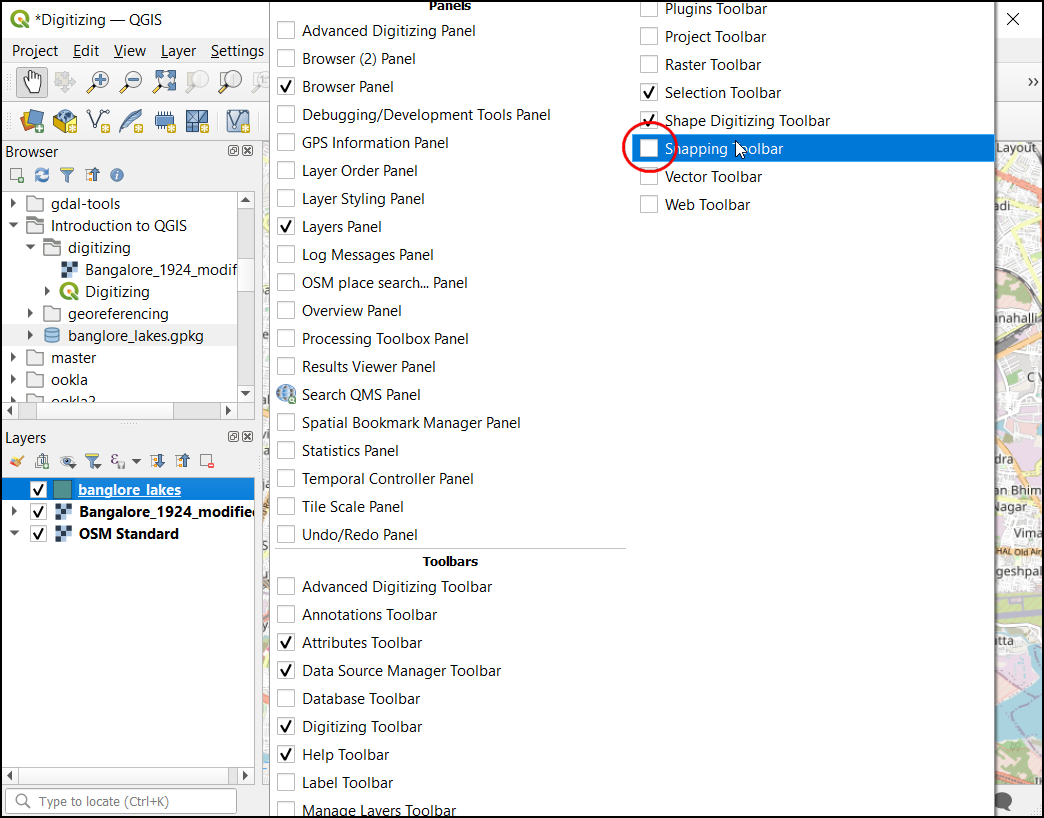 *Digitizing — QGIS
Project Edit View Layer Settings
Browser
gdal-tools
Introduction to QGIS
digitizing
Bangalore_1924_modif
Digitizing
georeferencing
banglore_lakes.gpkg
master
ookla
ookla2
Layers
banglore_lakes
Bangalore_1924_modified
OSM Standard
Type to locate (Ctrl+K)
Panels
Advanced Digitizing Panel
Browser (2) Panel
Browser Panel
Debugging/Development Tools Panel
GPS Information Panel
Layer Order Panel
Layer Styling Panel
Layers Panel
Log Messages Panel
OSM place search... Panel
Overview Panel
Processing Toolbox Panel
Results Viewer Panel
Search QMS Panel
Spatial Bookmark Manager Panel
Statistics Panel
Temporal Controller Panel
Tile Scale Panel
Undo/Redo Panel
Toolbars
Advanced Digitizing Toolbar
Annotations Toolbar
Attributes Toolbar
Data Source Manager Toolbar
Database Toolbar
Digitizing Toolbar
Help Toolbar
Label Toolbar
Manage Layers Toolbar
Plugins Toolbar
Project Toolbar
Raster Toolbar
Selection Toolbar
Shape Digitizing Toolbar
Snapping Toolbar
Vector Toolbar
Web Toolbar
Layout
adi
anahalli
C V
dra
an Bhim
Nagar
Vima
HAL Old Air
geshpal
atta